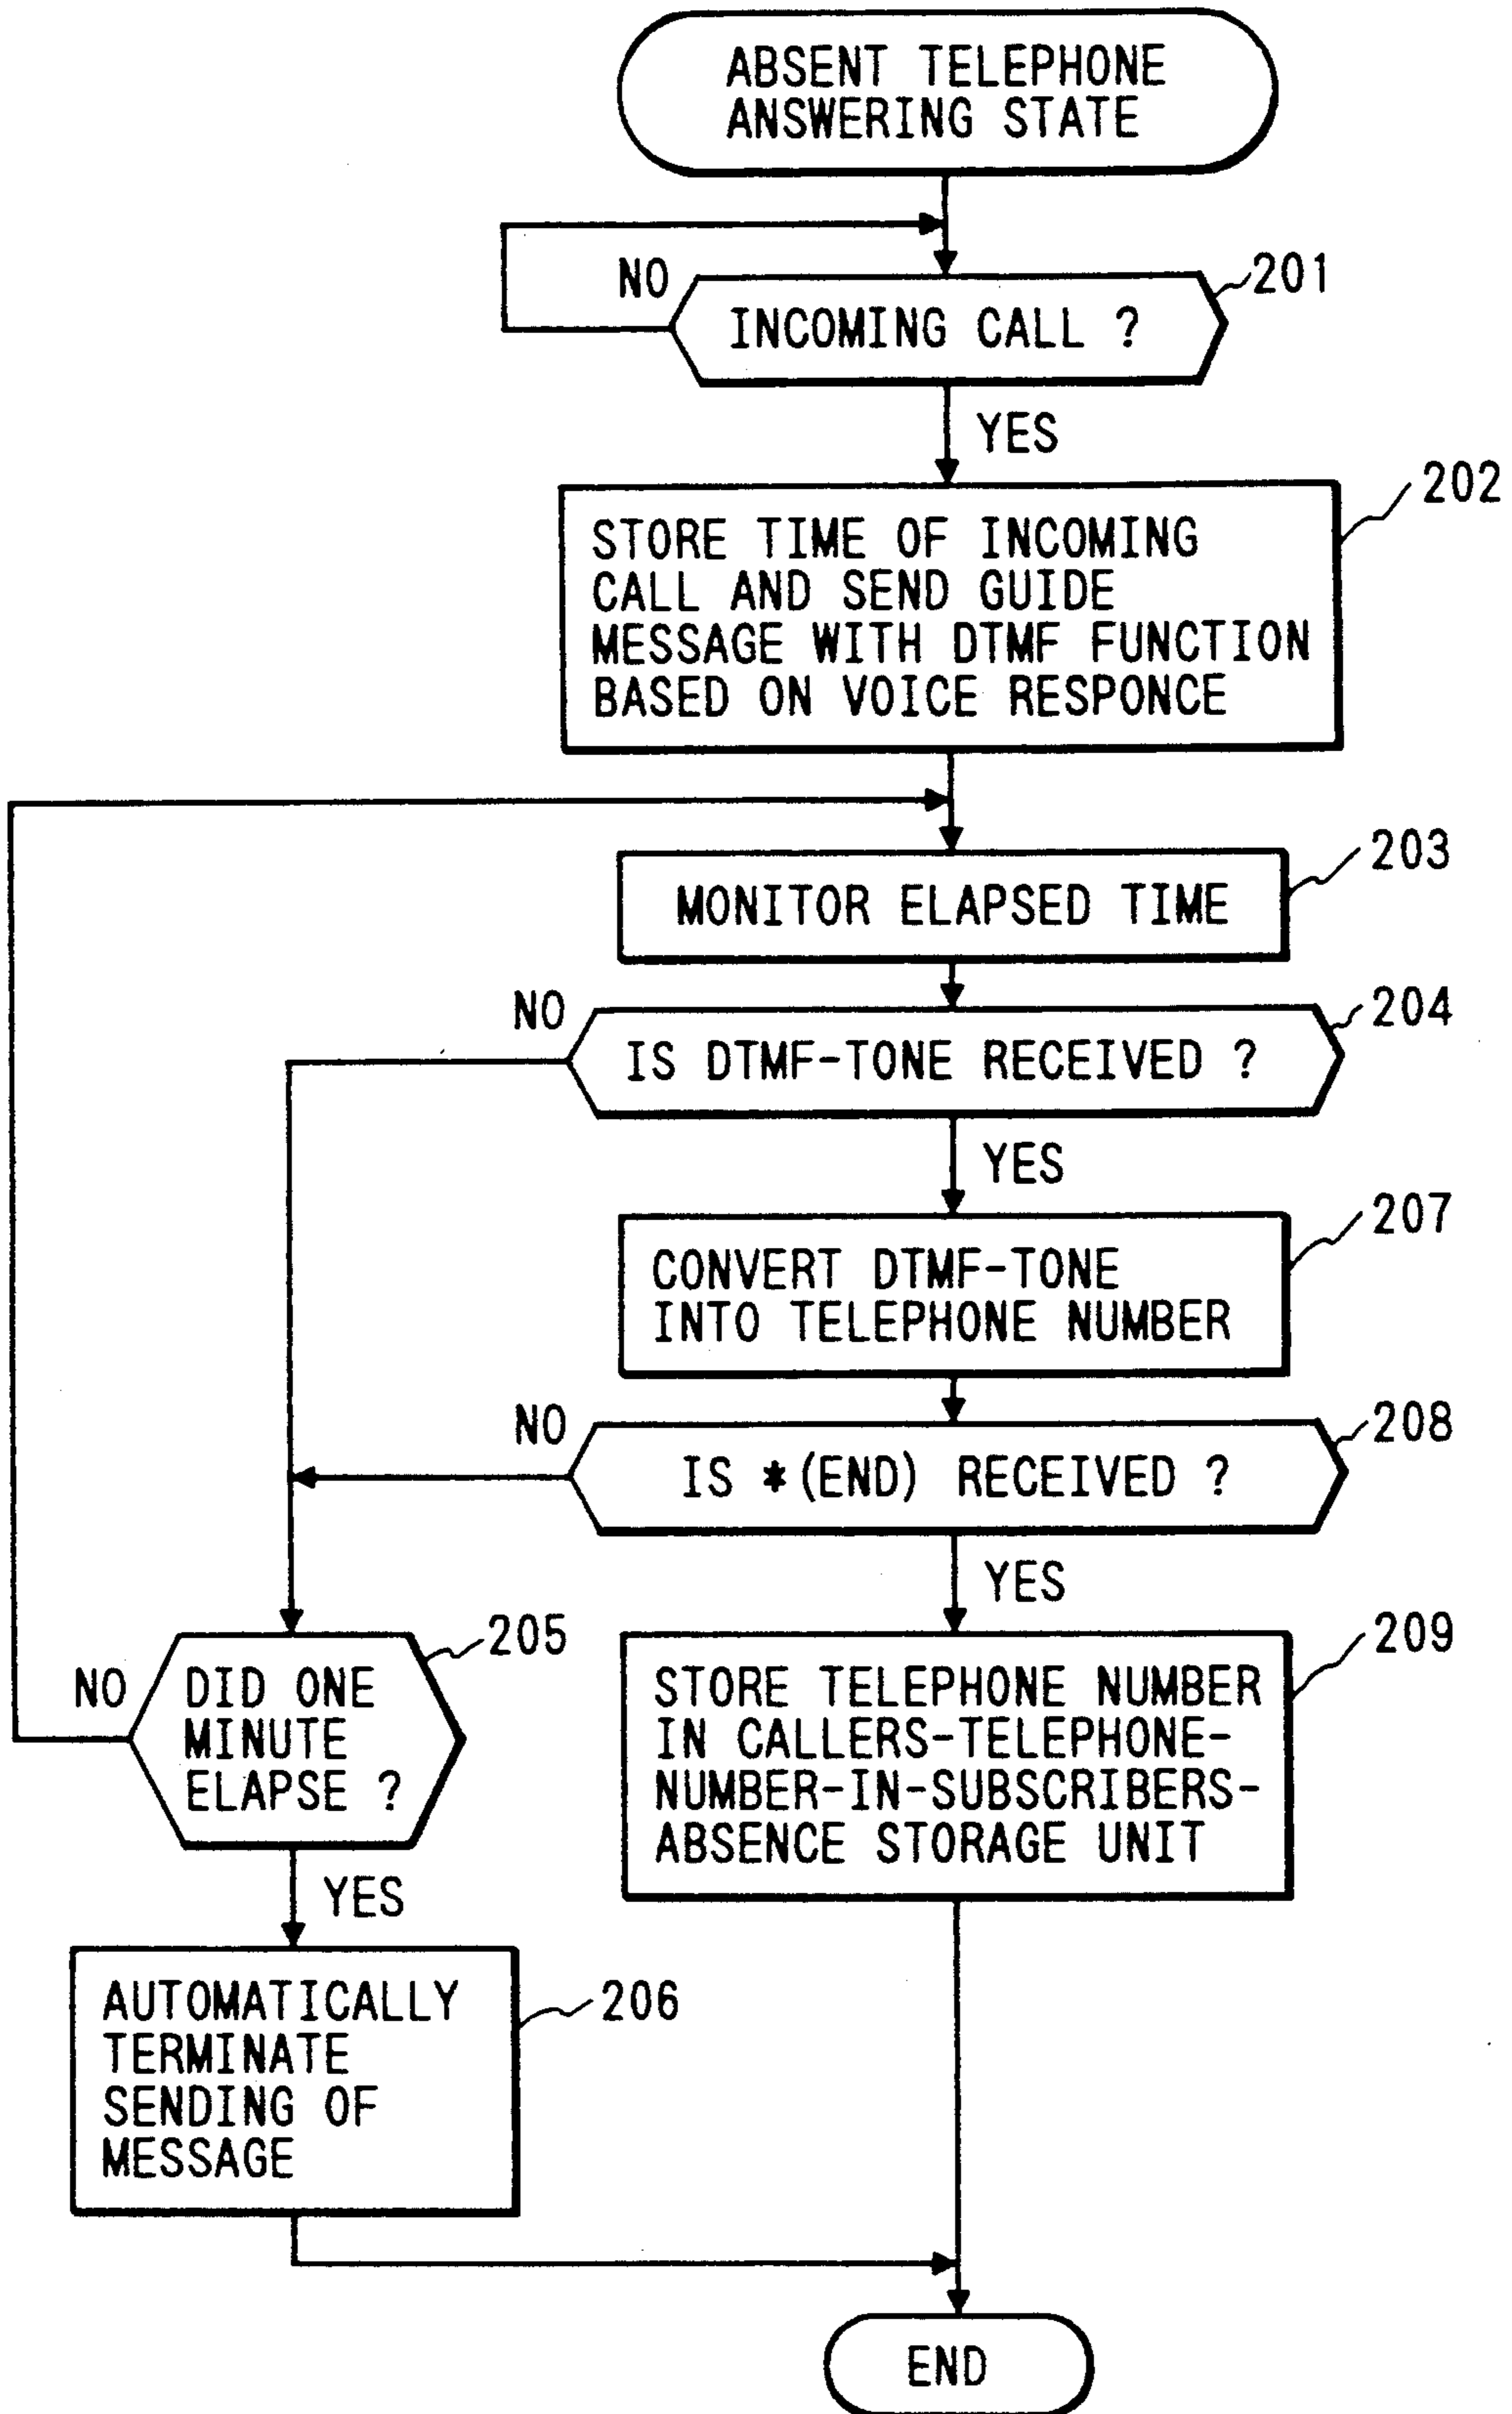 ABSENT TELEPHONE
ANSWERING STATE
NO
201
INCOMING CALL ?
YES
202
STORE TIME OF INCOMING
CALL AND SEND GUIDE
MESSAGE WITH DTMF FUNCTION
BASED ON VOICE RESPONCE
203
MONITOR ELAPSED TIME
NO
204
IS DTMF-TONE RECEIVED ?
YES
207
CONVERT DTMF-TONE
INTO TELEPHONE NUMBER
NO
208
IS *(END) RECEIVED ?
YES
205
NO
DID ONE
MINUTE
ELAPSE ?
209
STORE TELEPHONE NUMBER
IN CALLERS-TELEPHONE-
NUMBER-IN-SUBSCRIBERS-
ABSENCE STORAGE UNIT
YES
206
AUTOMATICALLY
TERMINATE
SENDING OF
MESSAGE
END